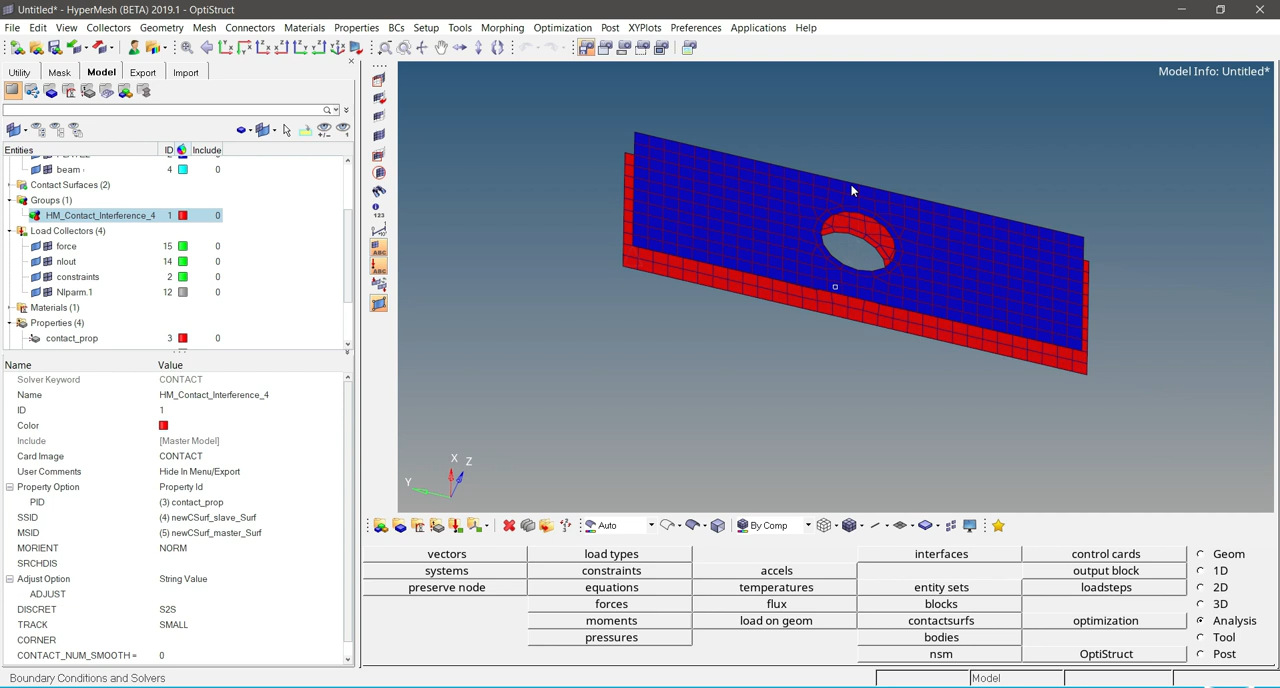 Untitled* - HyperMesh (BETA) 2019.1 - OptiStruct
File Edit View Collectors Geometry Mesh Connectors Materials Properties BCs Setup Tools Morphing Optimization Post XYPlots Preferences Applications Help
Utility Mask Model Export Import
Model Info: Untitled*
Entities ID Include
beam 4 0
Contact Surfaces (2)
Groups (1)
HM_Contact_Interference_4 1 0
Load Collectors (4)
force 15 0
nlout 14 0
constraints 2 0
Nlparm.1 12 0
Materials (1)
Properties (4)
contact_prop 3 0
123
ABC
ABC
Name Value
Solver Keyword CONTACT
Name HM_Contact_Interference_4
ID 1
Color
Include [Master Model]
Card Image CONTACT
User Comments Hide In Menu/Export
Property Option Property Id
PID (3) contact_prop
SSID (4) newCSurf_slave_Surf
MSID (5) newCSurf_master_Surf
MORIENT NORM
SRCHDIS
Adjust Option String Value
ADJUST
DISCRET S2S
TRACK SMALL
CORNER
CONTACT_NUM_SMOOTH = 0
X Z
Y
Auto By Comp
vectors load types interfaces control cards Geom
systems constraints accels output block 1D
preserve node equations temperatures entity sets loadsteps 2D
forces flux blocks 3D
moments load on geom contactsurfs optimization Analysis
pressures bodies Tool
nsm OptiStruct Post
Boundary Conditions and Solvers Model